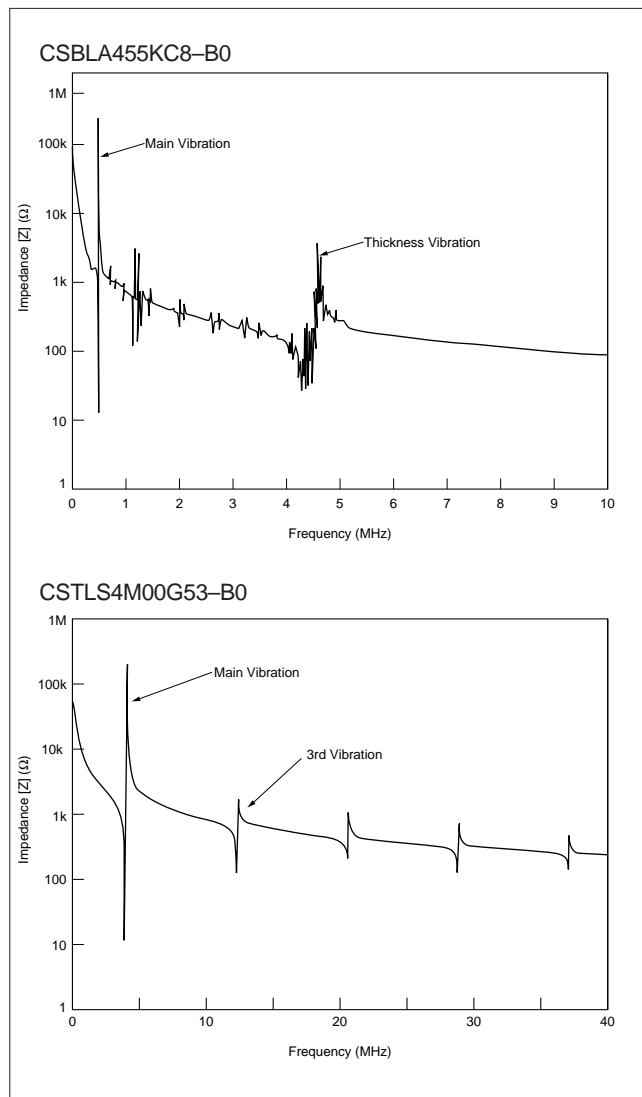 CSBLA455KC8–B0
1M
100k
10k
1k
100
10
1
Impedance [Z] (Ω)
Main Vibration
Thickness Vibration
0 1 2 3 4 5 6 7 8 9 10
Frequency (MHz)
CSTLS4M00G53–B0
1M
100k
10k
1k
100
10
1
Impedance [Z] (Ω)
Main Vibration
3rd Vibration
0 10 20 30 40
Frequency (MHz)